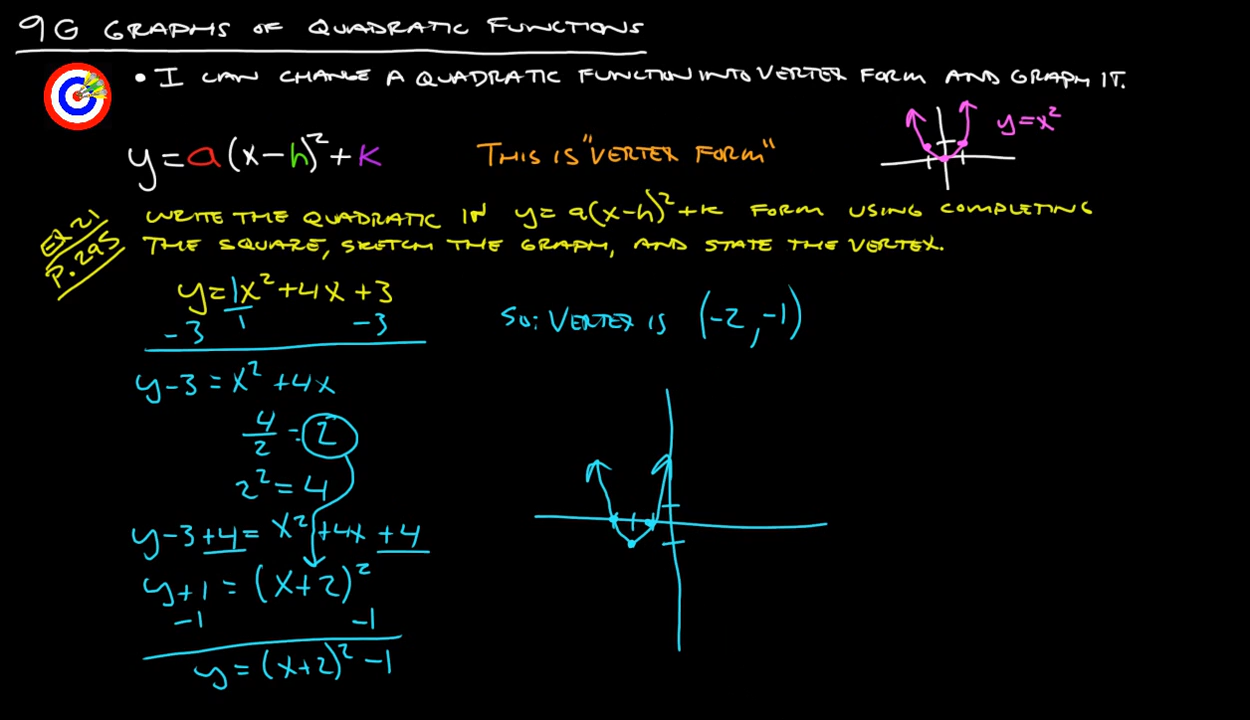 9G GRAPHS OF QUADRATIC FUNCTIONS
• I CAN CHANGE A QUADRATIC FUNCTION INTO VERTEX FORM AND GRAPH IT.
y = a(x-h)² + k
THIS IS "VERTEX FORM"
y = x²
EX. 21
P. 295
WRITE THE QUADRATIC IN y = a(x-h)² + k FORM USING COMPLETING
THE SQUARE, SKETCH THE GRAPH, AND STATE THE VERTEX.
y = 1x² + 4x + 3
1
-3 -3
y - 3 = x² + 4x
4/2 = 2
2² = 4
y - 3 + 4 = x² + 4x + 4
y + 1 = (x + 2)²
-1 -1
y = (x + 2)² - 1
SO: VERTEX IS (-2, -1)